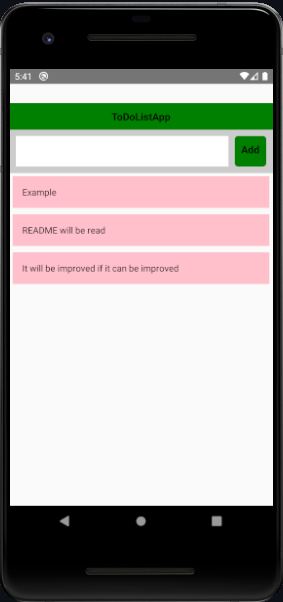 5:41
ToDoListApp
Add
Example
README will be read
It will be improved if it can be improved